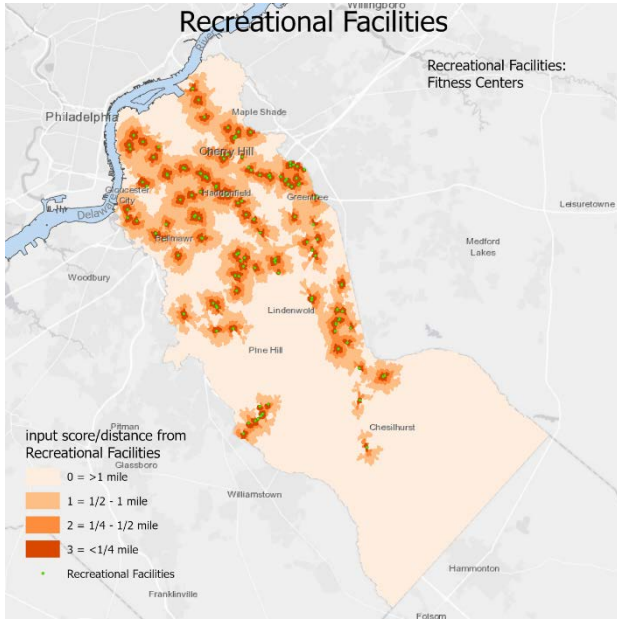 Recreational Facilities
Willingboro
River
Recreational Facilities:
Fitness Centers
Maple Shade
Philadelphia
Cherry Hill
Gloucester
City
Haddonfield
Greentree
Delaware
Leisuretowne
Bellmawr
Medford
Lakes
Woodbury
Lindenwold
Pine Hill
Pitman
Chesilhurst
input score/distance from
Recreational Facilities
Glassboro
0 = >1 mile
1 = 1/2 - 1 mile
Williamstown
2 = 1/4 - 1/2 mile
3 = <1/4 mile
Recreational Facilities
Hammonton
Franklinville
Folsom